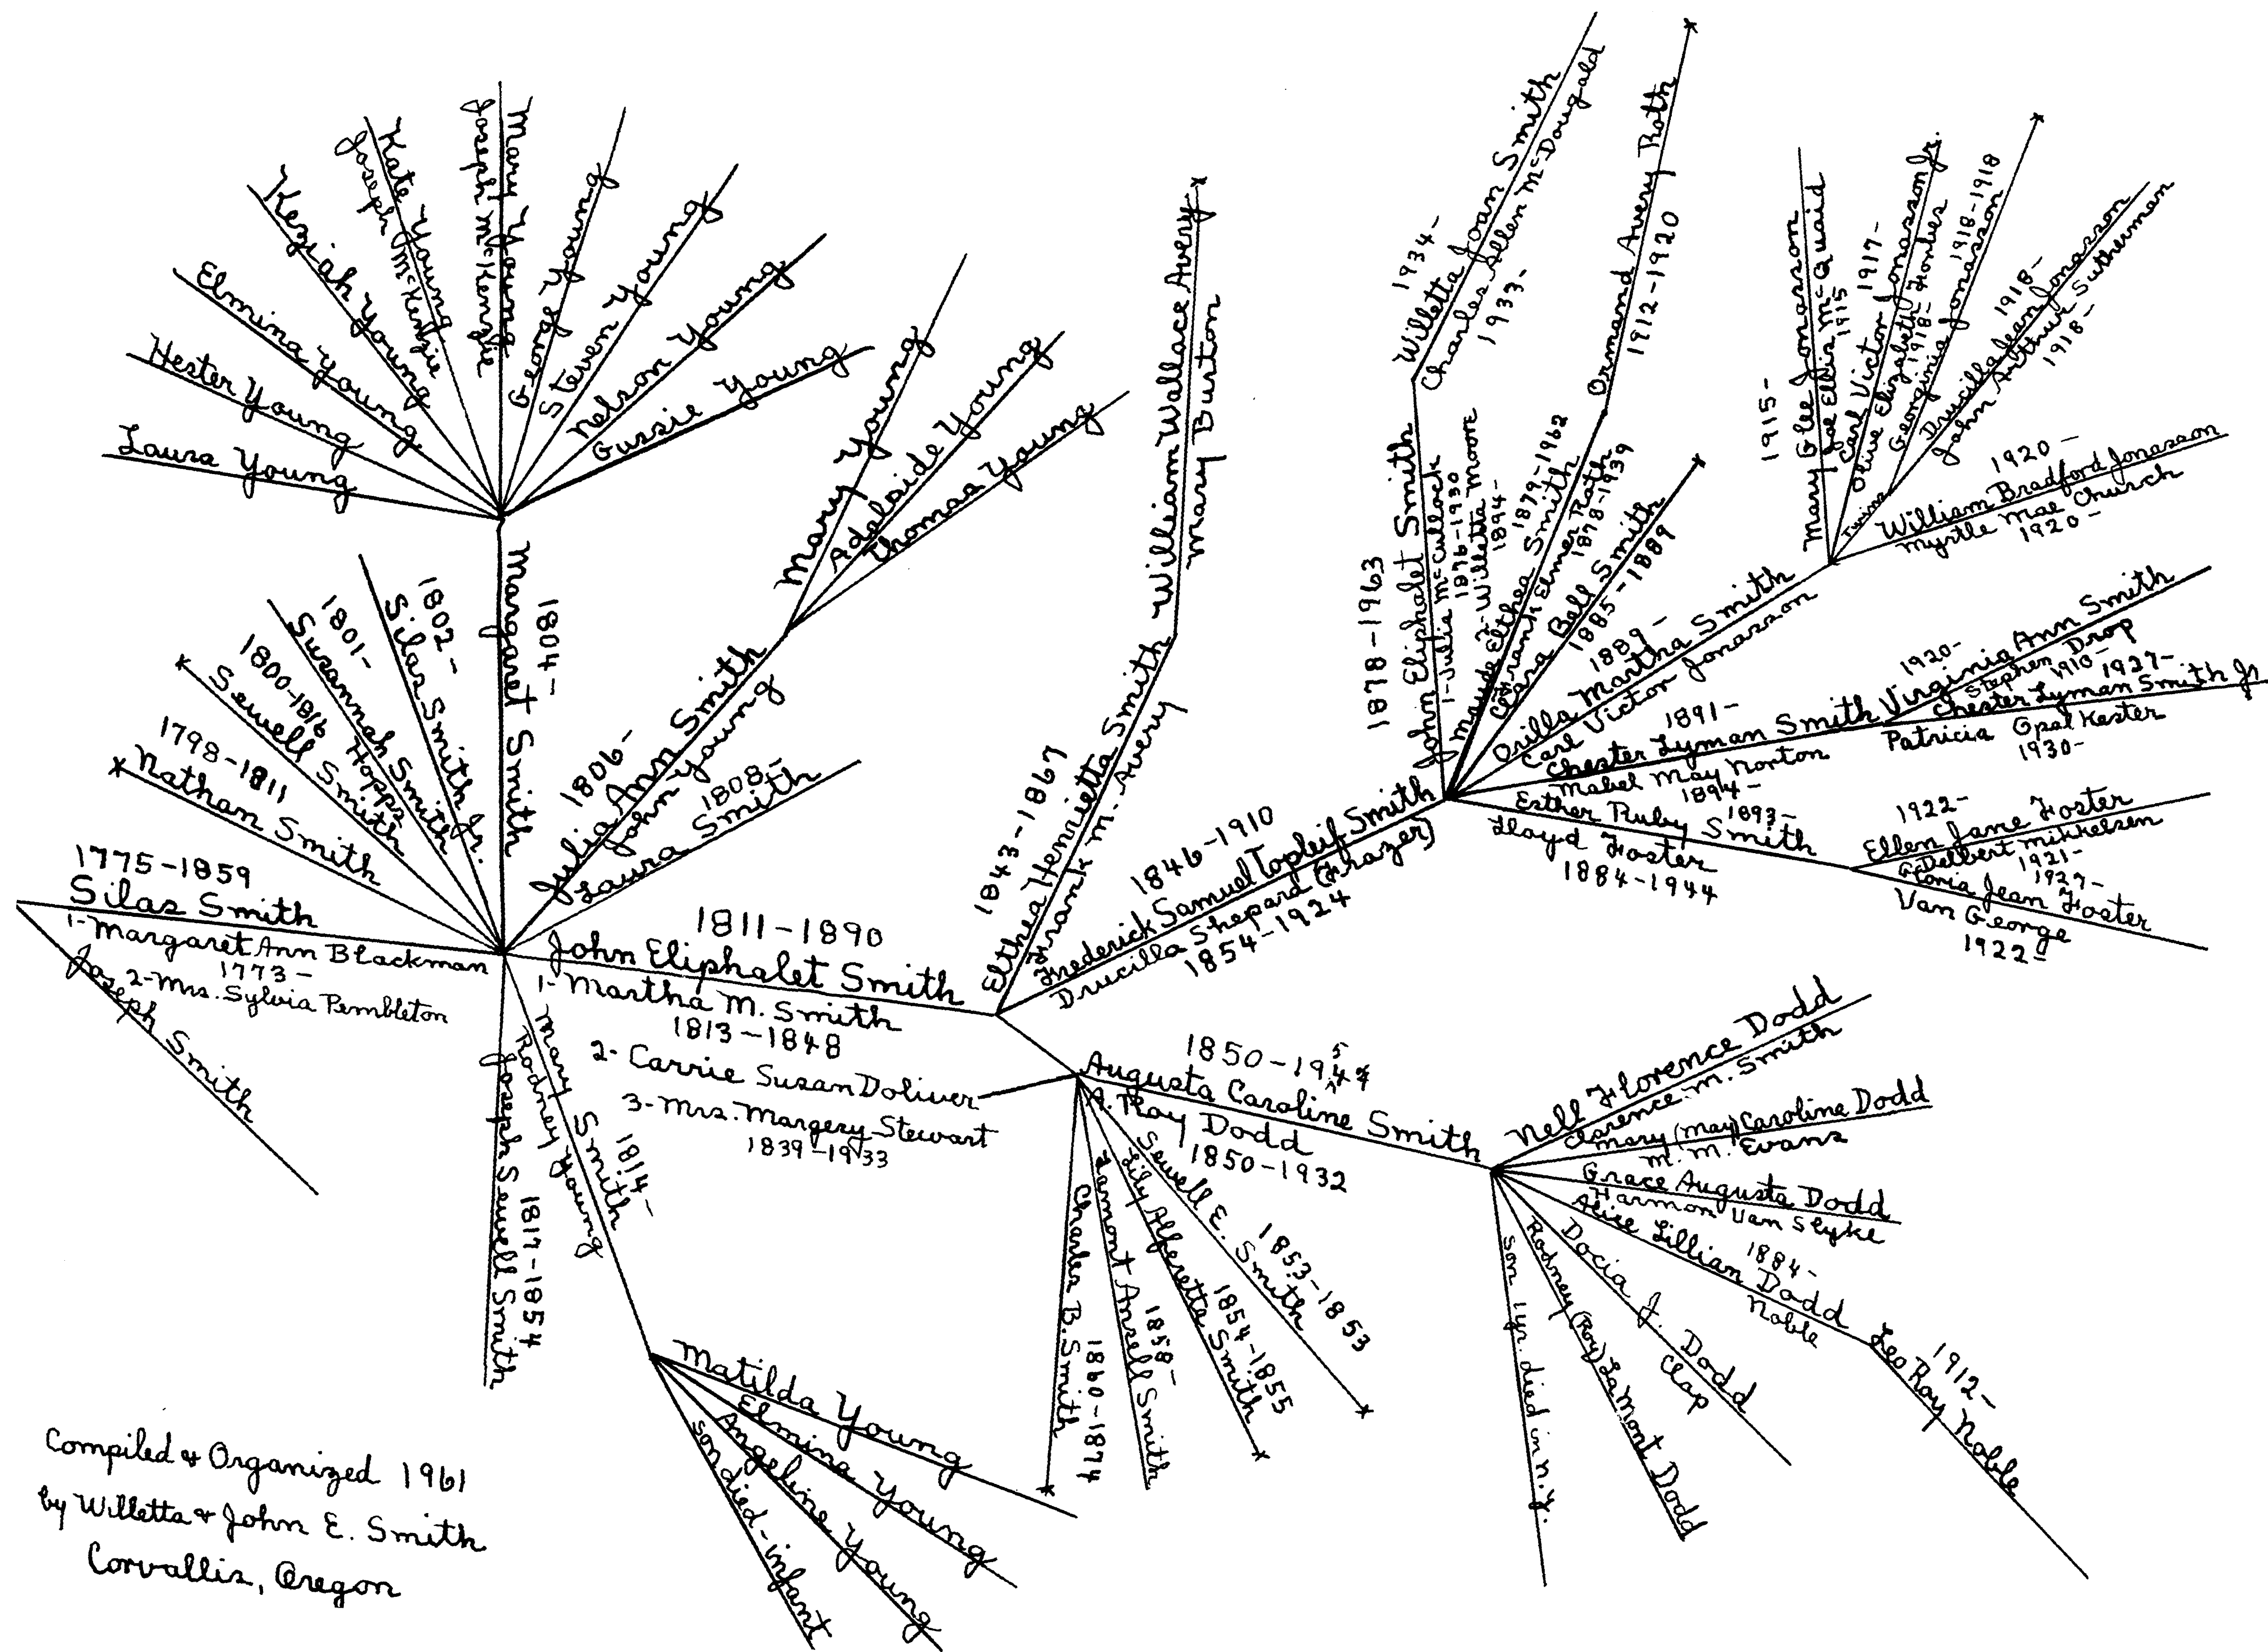 Laura Young
Hester Young
Elmina Young
Keziah Young
Kate Young
Joseph McKenzie
Mary Young
Joseph McKenzie
George Young
Steven Young
Nelson Young
Gussie Young
1804-
Margaret Smith
1802-
Silas Smith Jr.
1801-
Susannah Smith
Hopps
1800-1816
Sewell Smith
1798-1811
Nathan Smith
1806-
Julia Ann Smith
John Young
Mary Young
Adelaide Young
Thomas Young
1808-
Laura Smith
1775-1859
Silas Smith
1-Margaret Ann Blackman
1773-
2-Mrs. Sylvia Pembleton
Joseph Smith
1811-1890
John Eliphalet Smith
1-Martha M. Smith
1813-1848
2-Carrie Susan Doliver
3-Mrs. Margery Stewart
1839-1933
1814-
Mary Smith
Rodney Young
1817-1854
Joseph Sewell Smith
Matilda Young
Elmina Young
Angeline Young
son died-infant
1843-1867
Elthea Henrietta Smith
Frank M. Avery
William Wallace Avery
Mary Burton
1846-1910
Frederick Samuel Topleif Smith
Drucilla Shepard (Frazer)
1854-1924
1878-1963
John Eliphalet Smith
1-Julia McCullock
1876-1930
2-Willetta Moore
1894-
1934-
Willetta Joan Smith
Charles Allen McDougald
1933-
1879-1962
Maude Elthea Smith
Frank Elmer Roth
1878-1939
Ormand Avery Roth
1912-1920
Clara Bell Smith
1885-1889
1889-
Orilla Martha Smith
Carl Victor Jonasson
1915-
Mary Glee Jonasson
Joe Ellis McQuaid
1915
1917-
Carl Victor Jonasson Jr.
Olive Elizabeth Forbes
1918-
Twins
1918-1918
Georginia Jonasson
1918-
Drucilla Jean Jonasson
John Arthur Sutherman
1918-
1920-
William Bradford Jonasson
Myrtle Mae Church
1920-
1891-
Chester Lyman Smith
Mabel May Norton
1894-
1920-
Virginia Ann Smith
Stephen Drop
1910-
1927-
Chester Lyman Smith Jr.
Patricia Opal Kester
1930-
1893-
Esther Ruby Smith
Lloyd Foster
1884-1944
1922-
Ellen Jane Foster
Delbert Mikkelsen
1921-
1927-
Gloria Jean Foster
Van George
1922-
1850-19
5
Augusta Caroline Smith
A. Ray Dodd
1850-1932
1853-1853
Sewell E. Smith
1854-1855
Lily Alferette Smith
1858-
Lamont Ansell Smith
1860-1874
Charles B. Smith
Nell Florence Dodd
Clarence M. Smith
Mary (May) Caroline Dodd
M. M. Evans
Grace Augusta Dodd
Harmon Van Slyke
1884-
Alice Lillian Dodd
Noble
1912-
Leo Ray Noble
Docia J. Dodd
Clap
Rodney (Roy) LaMont Dodd
son 1yr. died in N.Y.
Compiled & Organized 1961
by Willetta & John E. Smith
Corvallis, Oregon